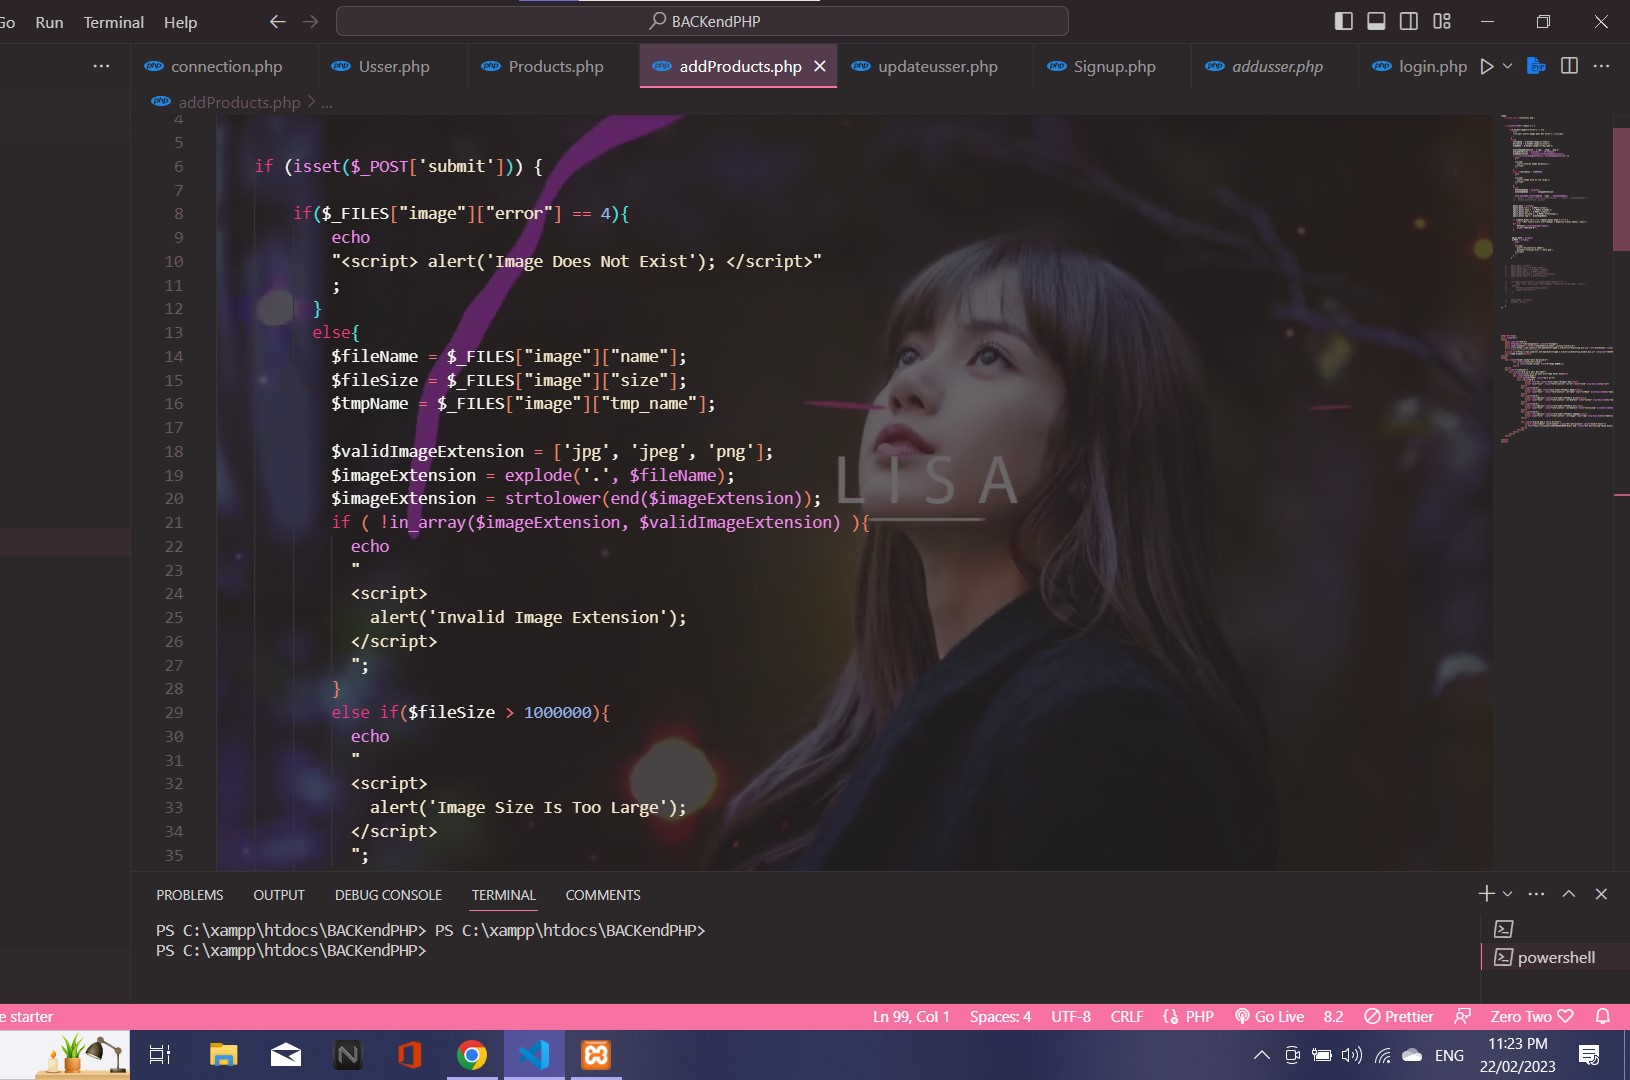 Go Run Terminal Help BACKendPHP
connection.php Usser.php Products.php addProducts.php updateusser.php Signup.php addusser.php login.php
addProducts.php > ...
4
5
6 if (isset($_POST['submit'])) {
7
8 if($_FILES["image"]["error"] == 4){
9 echo
10 "<script> alert('Image Does Not Exist'); </script>"
11 ;
12 }
13 else{
14 $fileName = $_FILES["image"]["name"];
15 $fileSize = $_FILES["image"]["size"];
16 $tmpName = $_FILES["image"]["tmp_name"];
17
18 $validImageExtension = ['jpg', 'jpeg', 'png'];
19 $imageExtension = explode('.', $fileName);
20 $imageExtension = strtolower(end($imageExtension));
21 if ( !in_array($imageExtension, $validImageExtension) ){
22 echo
23 "
24 <script>
25 alert('Invalid Image Extension');
26 </script>
27 ";
28 }
29 else if($fileSize > 1000000){
30 echo
31 "
32 <script>
33 alert('Image Size Is Too Large');
34 </script>
35 ";
LISA
PROBLEMS OUTPUT DEBUG CONSOLE TERMINAL COMMENTS
PS C:\xampp\htdocs\BACKendPHP> PS C:\xampp\htdocs\BACKendPHP>
PS C:\xampp\htdocs\BACKendPHP>
powershell
e starter Ln 99, Col 1 Spaces: 4 UTF-8 CRLF PHP Go Live 8.2 Prettier Zero Two
ENG 11:23 PM
22/02/2023